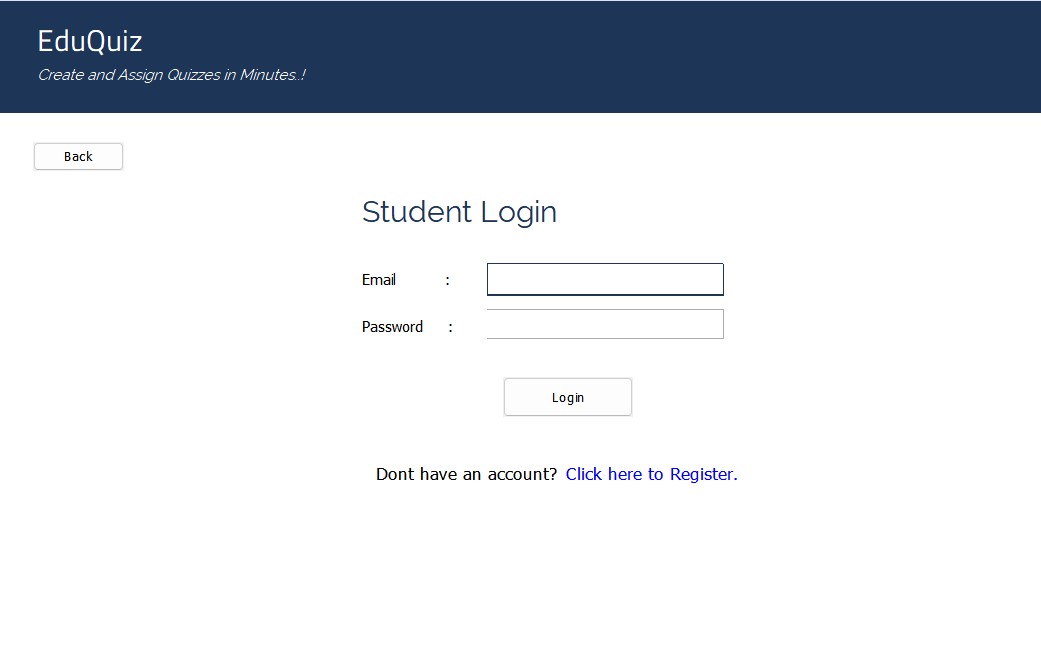 EduQuiz
Create and Assign Quizzes in Minutes..!
Back
Student Login
Email :
Password :
Login
Dont have an account? Click here to Register.